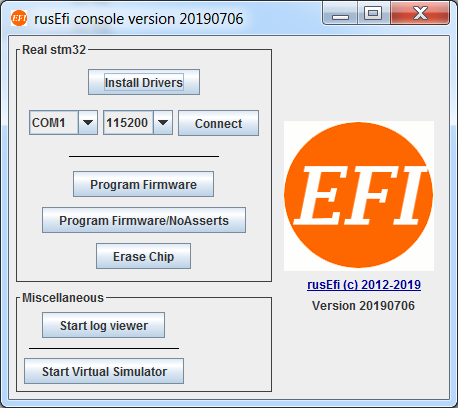 EFI rusEfi console version 20190706
Real stm32
Install Drivers
COM1 115200 Connect
Program Firmware
Program Firmware/NoAsserts
Erase Chip
EFI
rusEfi (c) 2012-2019
Version 20190706
Miscellaneous
Start log viewer
Start Virtual Simulator